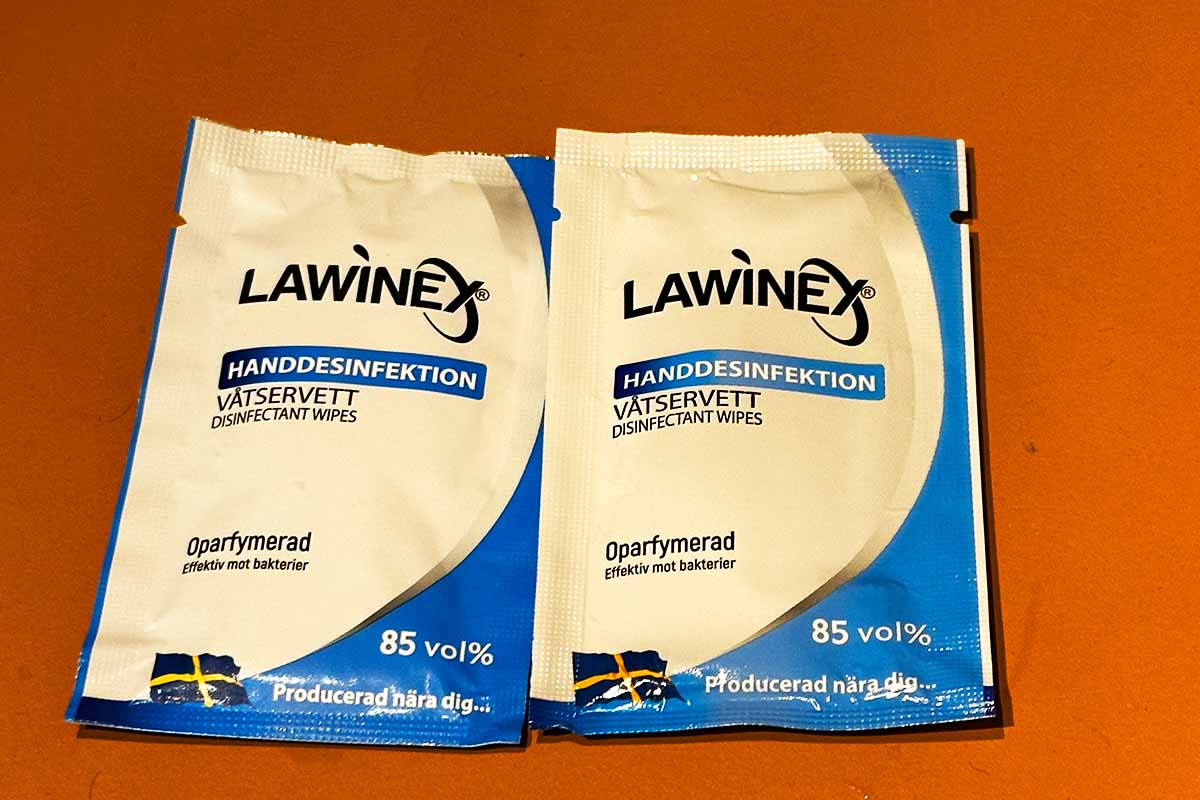 LAWINEX®
HANDDESINFEKTION
VÅTSERVETT
DISINFECTANT WIPES
Oparfymerad
Effektiv mot bakterier
85 vol%
Producerad nära dig...
LAWINEX®
HANDDESINFEKTION
VÅTSERVETT
DISINFECTANT WIPES
Oparfymerad
Effektiv mot bakterier
85 vol%
Producerad nära dig...